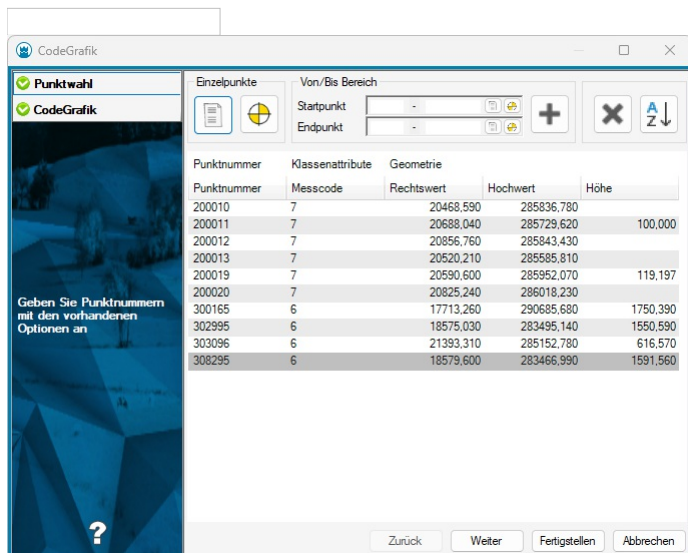 CodeGrafik
Punktwahl
CodeGrafik
Geben Sie Punktnummern
mit den vorhandenen
Optionen an
?
Einzelpunkte Von/Bis Bereich
Startpunkt -
Endpunkt -
A
Z
Punktnummer Klassenattribute Geometrie
Punktnummer Messcode Rechtswert Hochwert Höhe
200010 7 20468,590 285836,780
200011 7 20688,040 285729,620 100,000
200012 7 20856,760 285843,430
200013 7 20520,210 285585,810
200019 7 20590,600 285952,070 119,197
200020 7 20825,240 286018,230
300165 6 17713,260 290685,680 1750,390
302995 6 18575,030 283495,140 1550,590
303096 6 21393,310 285152,780 616,570
308295 6 18579,600 283466,990 1591,560
Zurück Weiter Fertigstellen Abbrechen